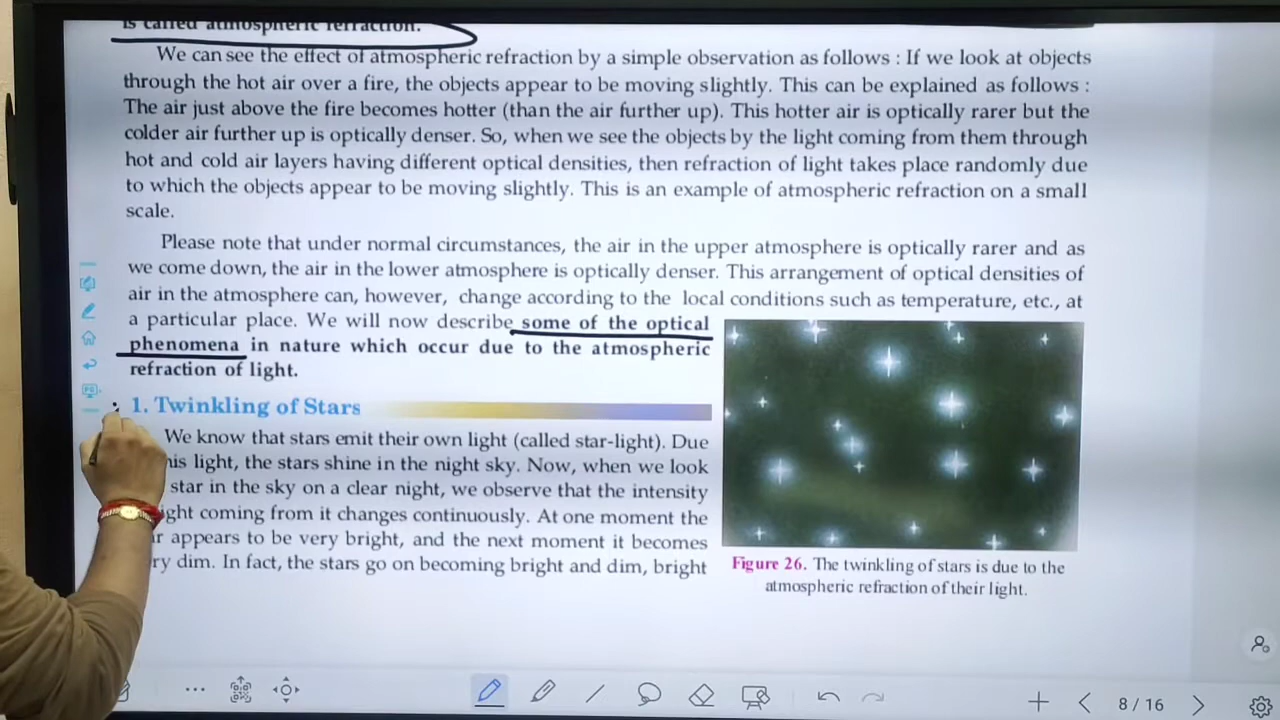 is called atmospheric refraction.
We can see the effect of atmospheric refraction by a simple observation as follows : If we look at objects
through the hot air over a fire, the objects appear to be moving slightly. This can be explained as follows :
The air just above the fire becomes hotter (than the air further up). This hotter air is optically rarer but the
colder air further up is optically denser. So, when we see the objects by the light coming from them through
hot and cold air layers having different optical densities, then refraction of light takes place randomly due
to which the objects appear to be moving slightly. This is an example of atmospheric refraction on a small
scale.
Please note that under normal circumstances, the air in the upper atmosphere is optically rarer and as
we come down, the air in the lower atmosphere is optically denser. This arrangement of optical densities of
air in the atmosphere can, however, change according to the local conditions such as temperature, etc., at
a particular place. We will now describe some of the optical
phenomena in nature which occur due to the atmospheric
refraction of light.
1. Twinkling of Stars
We know that stars emit their own light (called star-light). Due
his light, the stars shine in the night sky. Now, when we look
star in the sky on a clear night, we observe that the intensity
ight coming from it changes continuously. At one moment the
r appears to be very bright, and the next moment it becomes
ry dim. In fact, the stars go on becoming bright and dim, bright
Figure 26. The twinkling of stars is due to the
atmospheric refraction of their light.
8 / 16